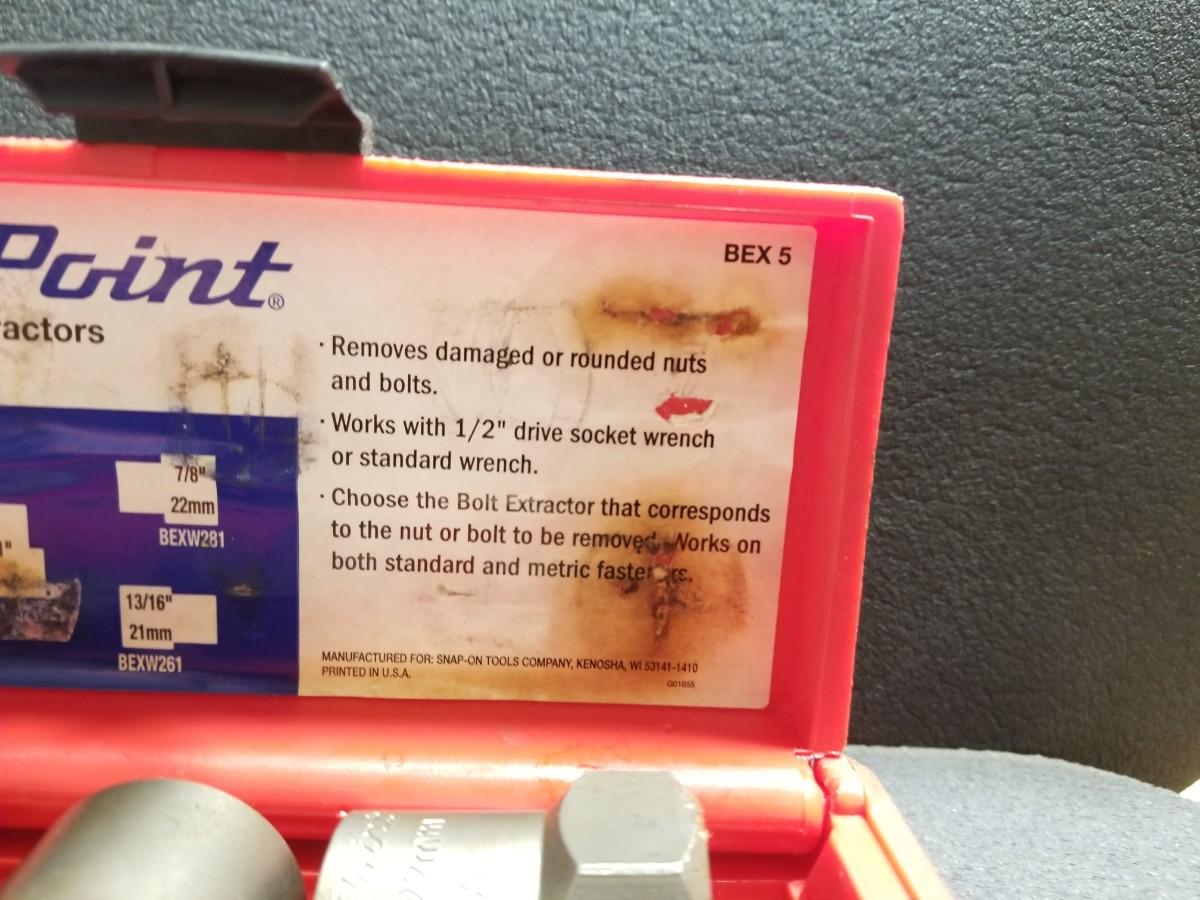 Point®
ractors
BEX 5
· Removes damaged or rounded nuts
and bolts.
· Works with 1/2" drive socket wrench
or standard wrench.
· Choose the Bolt Extractor that corresponds
to the nut or bolt to be removed. Works on
both standard and metric fasteners.
7/8"
22mm
BEXW281
1"
13/16"
21mm
BEXW261
MANUFACTURED FOR: SNAP-ON TOOLS COMPANY, KENOSHA, WI 53141-1410
PRINTED IN U.S.A.
G01655